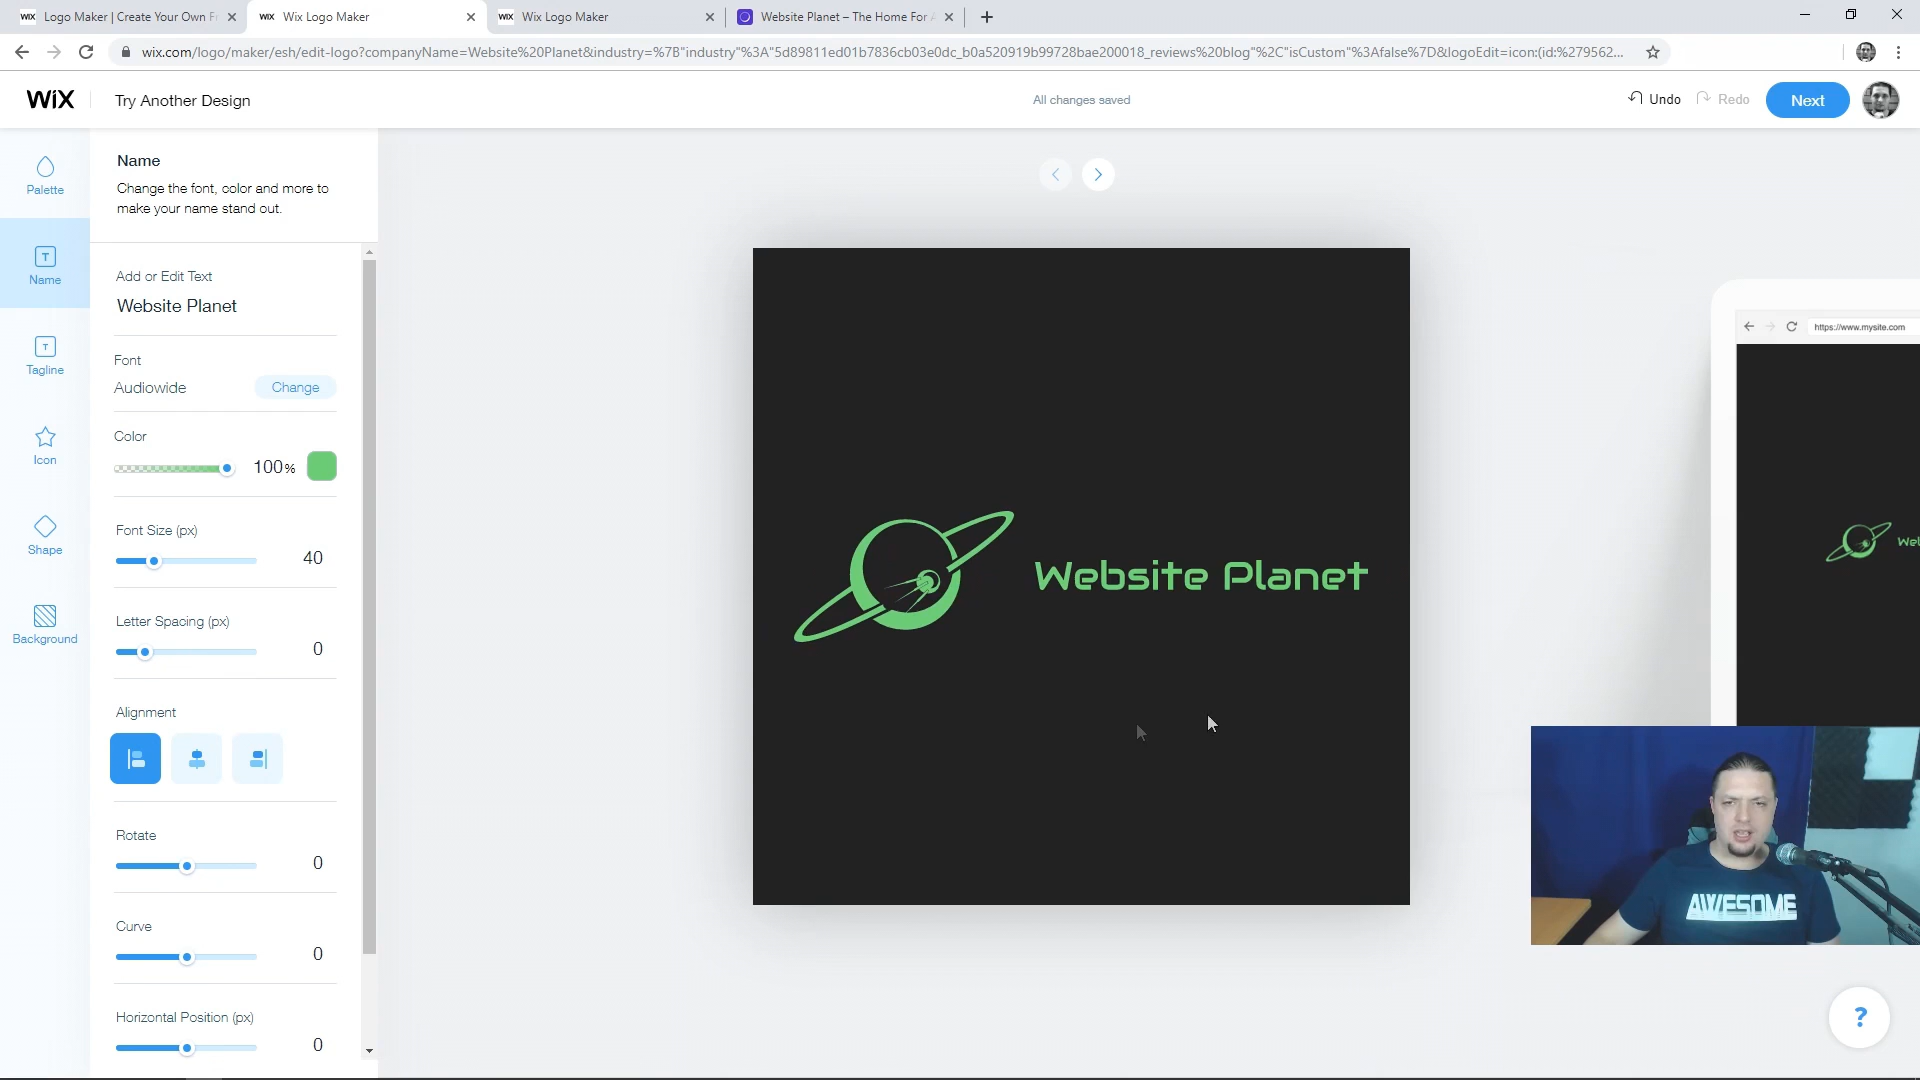 WIX Logo Maker | Create Your Own Fr
WIX Wix Logo Maker
WIX Wix Logo Maker
Website Planet – The Home For A
wix.com/logo/maker/esh/edit-logo?companyName=Website%20Planet&industry=%7B"industry"%3A"5d89811ed01b7836cb03e0dc_b0a520919b99728bae200018_reviews%20blog"%2C"isCustom"%3Afalse%7D&logoEdit=icon:(id:%279562...
WiX
Try Another Design
All changes saved
Undo
Redo
Next
Palette
Name
Tagline
Icon
Shape
Background
Name
Change the font, color and more to
make your name stand out.
Add or Edit Text
Website Planet
Font
Audiowide
Change
Color
100%
Font Size (px)
40
Letter Spacing (px)
0
Alignment
Rotate
0
Curve
0
Horizontal Position (px)
0
Website Planet
https://www.mysite.com
Wel
AWESOME
?